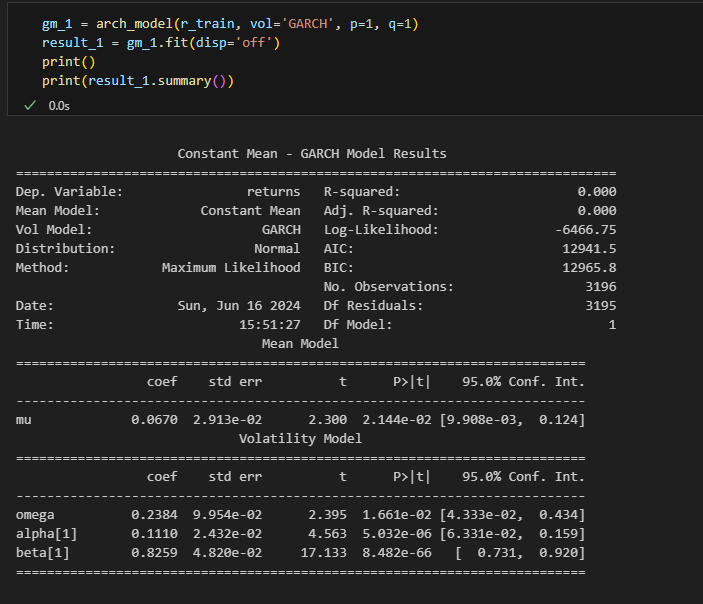 gm_1 = arch_model(r_train, vol='GARCH', p=1, q=1)
result_1 = gm_1.fit(disp='off')
print()
print(result_1.summary())
✓ 0.0s
Constant Mean - GARCH Model Results
==============================================================================
Dep. Variable: returns R-squared: 0.000
Mean Model: Constant Mean Adj. R-squared: 0.000
Vol Model: GARCH Log-Likelihood: -6466.75
Distribution: Normal AIC: 12941.5
Method: Maximum Likelihood BIC: 12965.8
No. Observations: 3196
Date: Sun, Jun 16 2024 Df Residuals: 3195
Time: 15:51:27 Df Model: 1
Mean Model
==========================================================================
coef std err t P>|t| 95.0% Conf. Int.
--------------------------------------------------------------------------
mu 0.0670 2.913e-02 2.300 2.144e-02 [9.908e-03, 0.124]
Volatility Model
==========================================================================
coef std err t P>|t| 95.0% Conf. Int.
--------------------------------------------------------------------------
omega 0.2384 9.954e-02 2.395 1.661e-02 [4.333e-02, 0.434]
alpha[1] 0.1110 2.432e-02 4.563 5.032e-06 [6.331e-02, 0.159]
beta[1] 0.8259 4.820e-02 17.133 8.482e-66 [ 0.731, 0.920]
==========================================================================